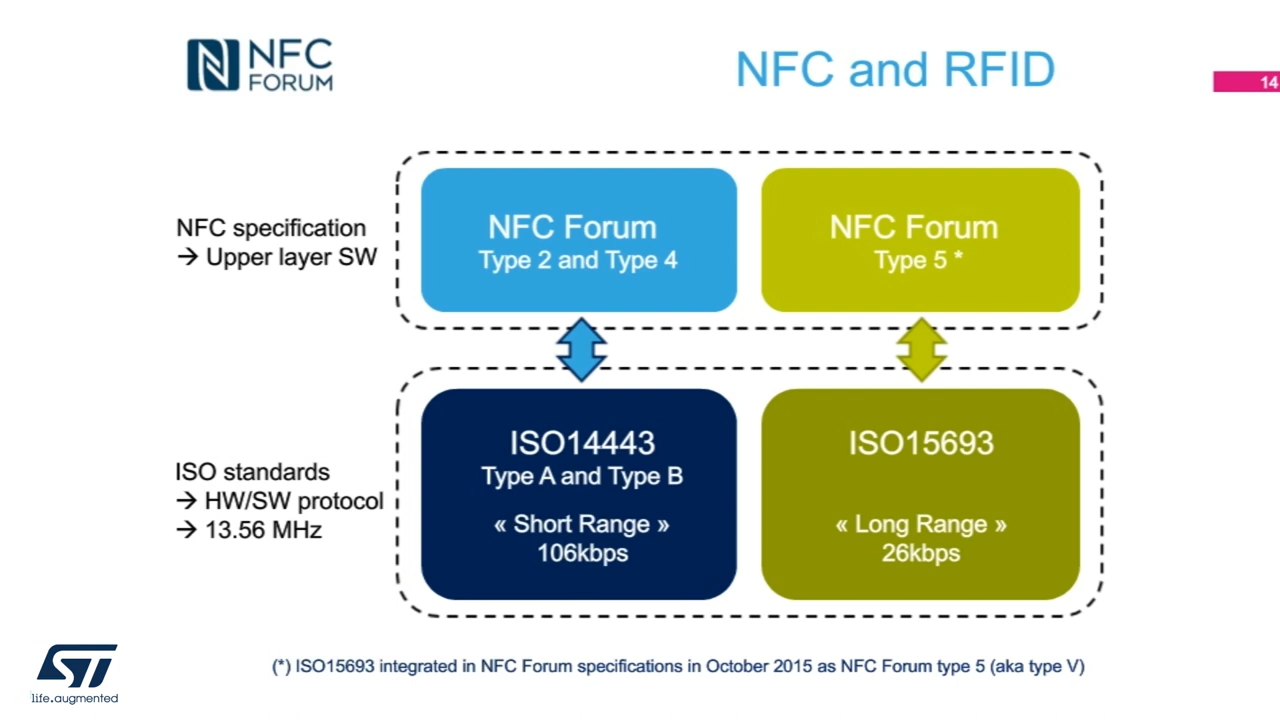 NFC
FORUM
NFC and RFID
14
NFC specification
→ Upper layer SW
NFC Forum
Type 2 and Type 4
NFC Forum
Type 5 *
ISO standards
→ HW/SW protocol
→ 13.56 MHz
ISO14443
Type A and Type B
« Short Range »
106kbps
ISO15693
« Long Range »
26kbps
ST
life.augmented
(*) ISO15693 integrated in NFC Forum specifications in October 2015 as NFC Forum type 5 (aka type V)